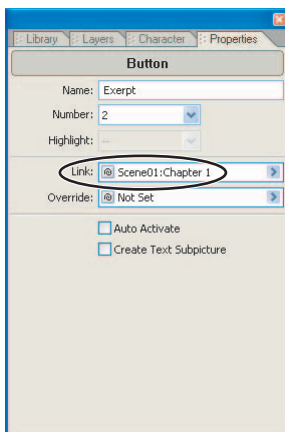 Library Layers Character Properties
Button
Name: Exerpt
Number: 2
Highlight: --
Link: Scene01:Chapter 1
Override: Not Set
Auto Activate
Create Text Subpicture